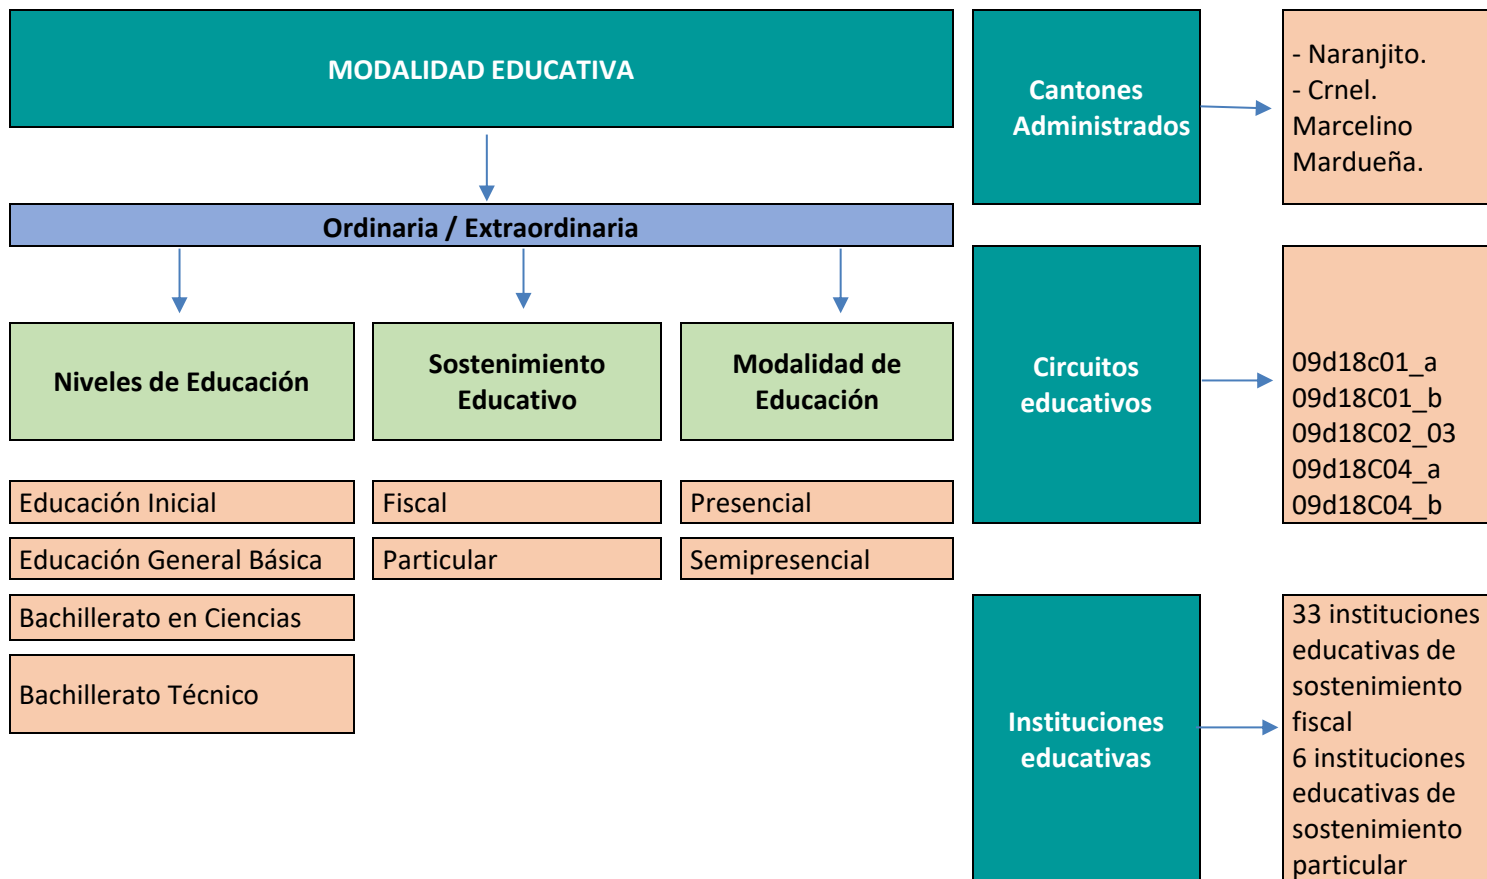 MODALIDAD EDUCATIVA
Ordinaria / Extraordinaria
Niveles de Educación
Educación Inicial
Educación General Básica
Bachillerato en Ciencias
Bachillerato Técnico
Sostenimiento
Educativo
Fiscal
Particular
Modalidad de
Educación
Presencial
Semipresencial
Cantones
Administrados
- Naranjito.
- Crnel.
Marcelino
Mardueña.
Circuitos
educativos
09d18c01_a
09d18C01_b
09d18C02_03
09d18C04_a
09d18C04_b
Instituciones
educativas
33 instituciones
educativas de
sostenimiento
fiscal
6 instituciones
educativas de
sostenimiento
particular